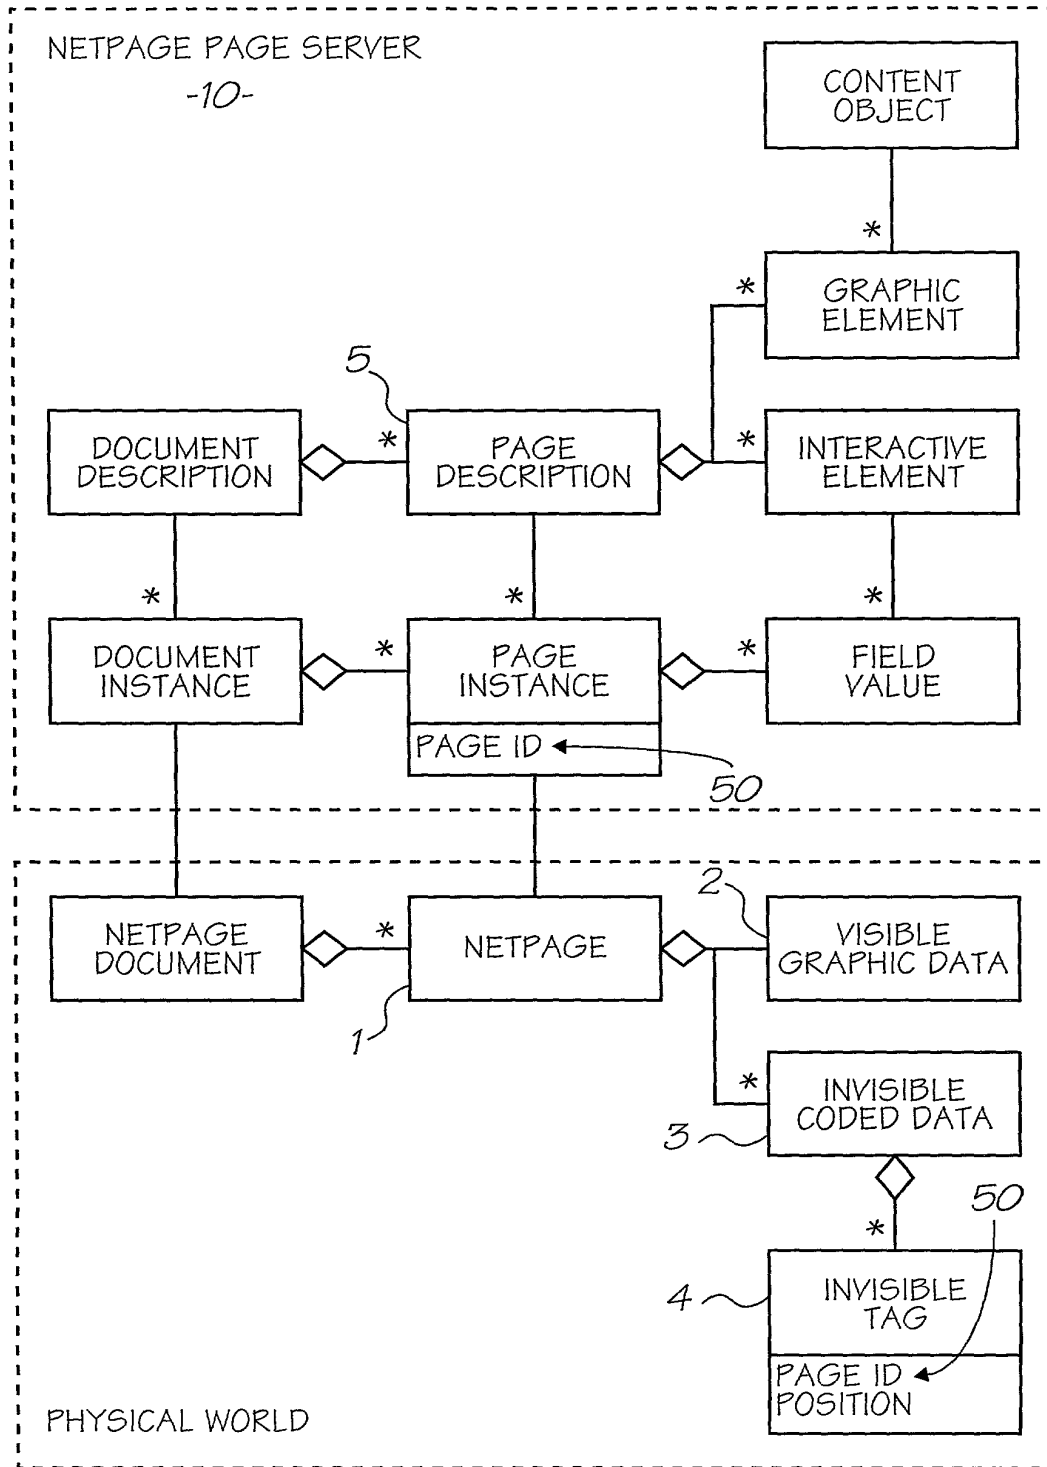 NETPAGE PAGE SERVER
-10-
CONTENT
OBJECT
*
*
GRAPHIC
ELEMENT
5
DOCUMENT
DESCRIPTION
*
PAGE
DESCRIPTION
*
INTERACTIVE
ELEMENT
*
*
*
DOCUMENT
INSTANCE
*
PAGE
INSTANCE
*
FIELD
VALUE
PAGE ID
50
2
NETPAGE
DOCUMENT
*
NETPAGE
VISIBLE
GRAPHIC DATA
1
*
INVISIBLE
CODED DATA
3
50
*
4
INVISIBLE
TAG
PAGE ID
POSITION
PHYSICAL WORLD